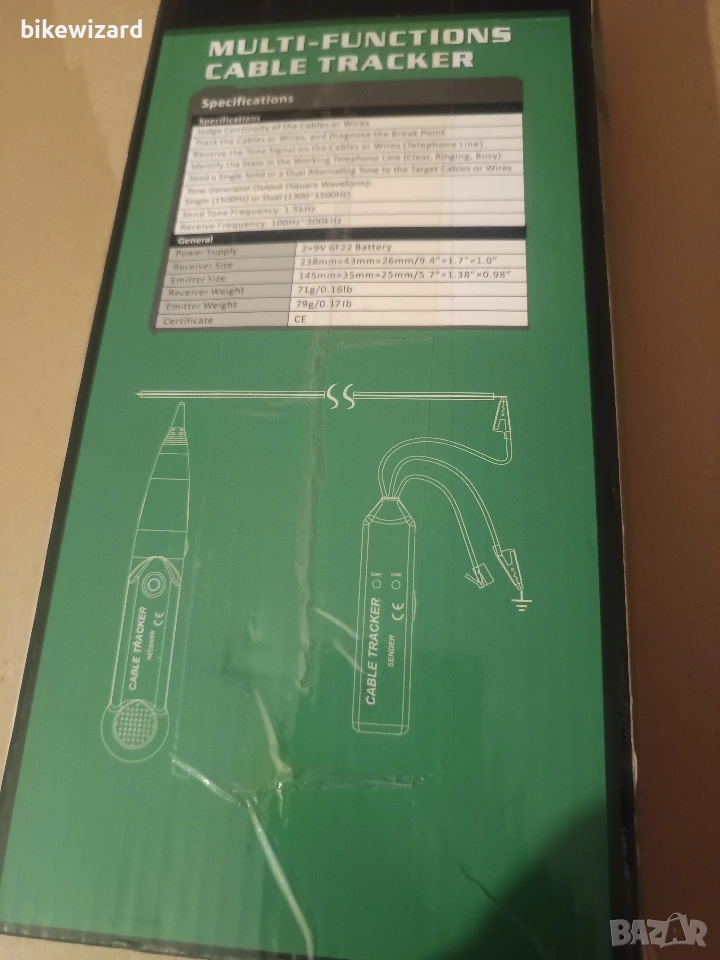 bikewizard
MULTI-FUNCTIONS
CABLE TRACKER
Specifications
Specifications
Judge Continuity of the Cables or Wires
Track the Cables or Wires, and Diagnose the Break Point
Receive the Tone Signal on the Cables or Wires (Telephone Line)
Identify the State in the Working Telephone Line (Clear, Ringing, Busy)
Send a Single Solid or a Dual Alternating Tone to the Target Cables or Wires
Tone Generator Output (Square Waveform):
Single (1500Hz) or Dual (1300~1500Hz)
Send Tone Frequency: 1.5kHz
Receive Frequency: 100Hz~300kHz
General
Power Supply 2×9V 6F22 Battery
Receiver Size 238mm×43mm×26mm/9.4"×1.7"×1.0"
Emitter Size 145mm×35mm×25mm/5.7"×1.38"×0.98"
Receiver Weight 71g/0.16lb
Emitter Weight 79g/0.17lb
Certificate CE
CABLE TRACKER
RECEIVER
CE
CONT TONE
CABLE TRACKER
SENDER
CE
BAZAR